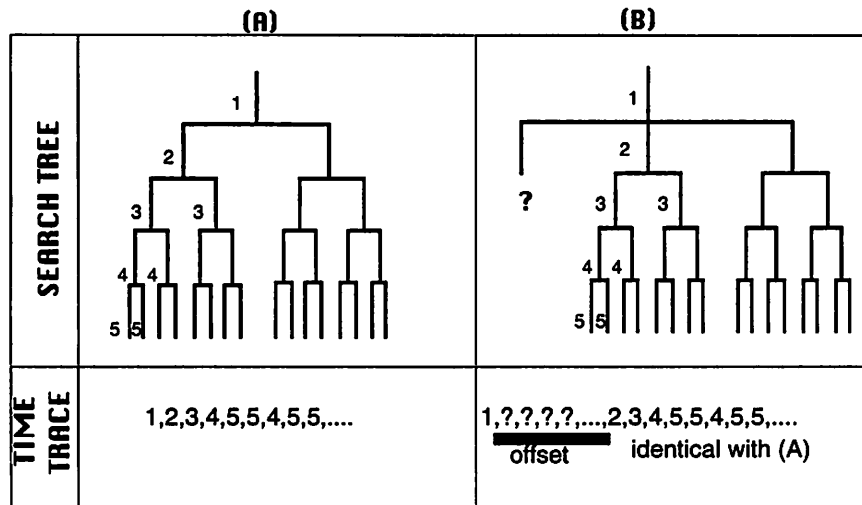 (A)
(B)
SEARCH TREE
1
2
3 3
4 4
5 5
1
2
?
3 3
4 4
5 5
TIME TRACE
1,2,3,4,5,5,4,5,5,....
1,?,?,?,?,...,2,3,4,5,5,4,5,5,....
offset identical with (A)